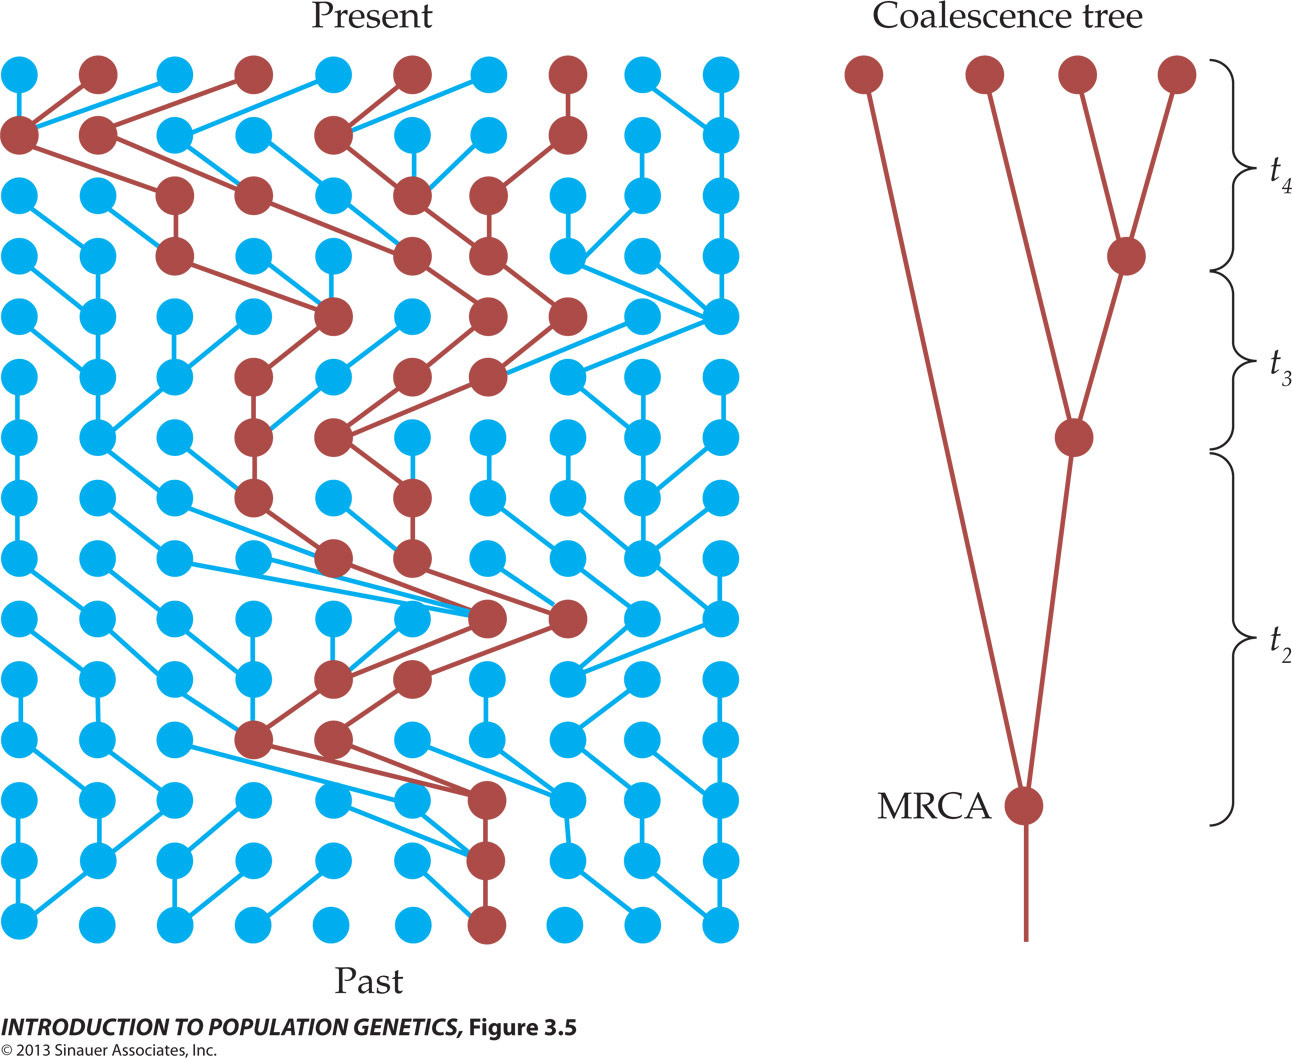 Present
Coalescence tree
t4
t3
t2
MRCA
Past
INTRODUCTION TO POPULATION GENETICS, Figure 3.5
© 2013 Sinauer Associates, Inc.